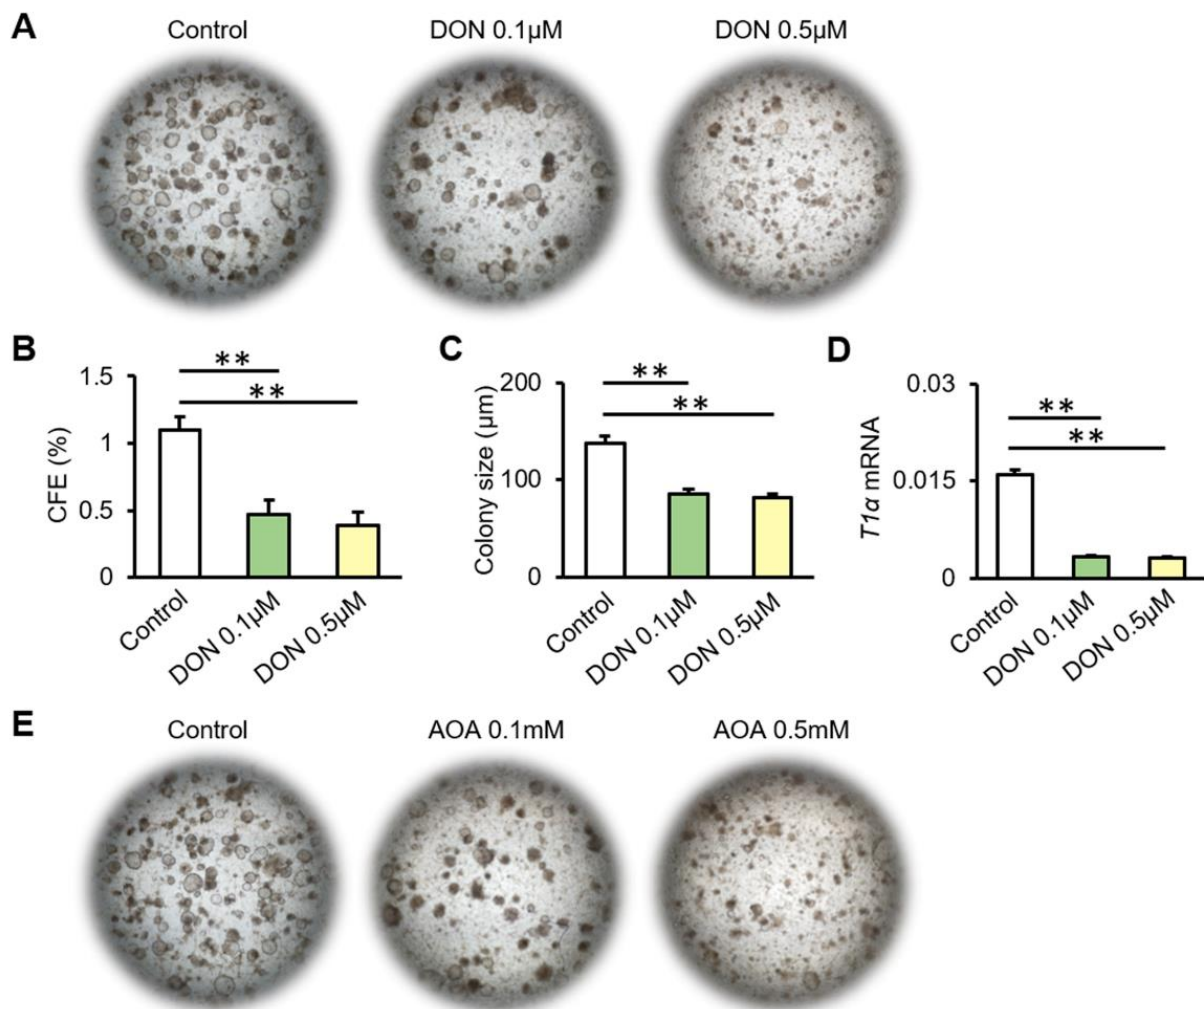 A
Control
DON 0.1µM
DON 0.5µM
B
CFE (%)
1.5
1
0.5
0
**
**
Control
DON 0.1µM
DON 0.5µM
C
Colony size (µm)
200
100
0
**
**
Control
DON 0.1µM
DON 0.5µM
D
T1α mRNA
0.03
0.015
0
**
**
Control
DON 0.1µM
DON 0.5µM
E
Control
AOA 0.1mM
AOA 0.5mM